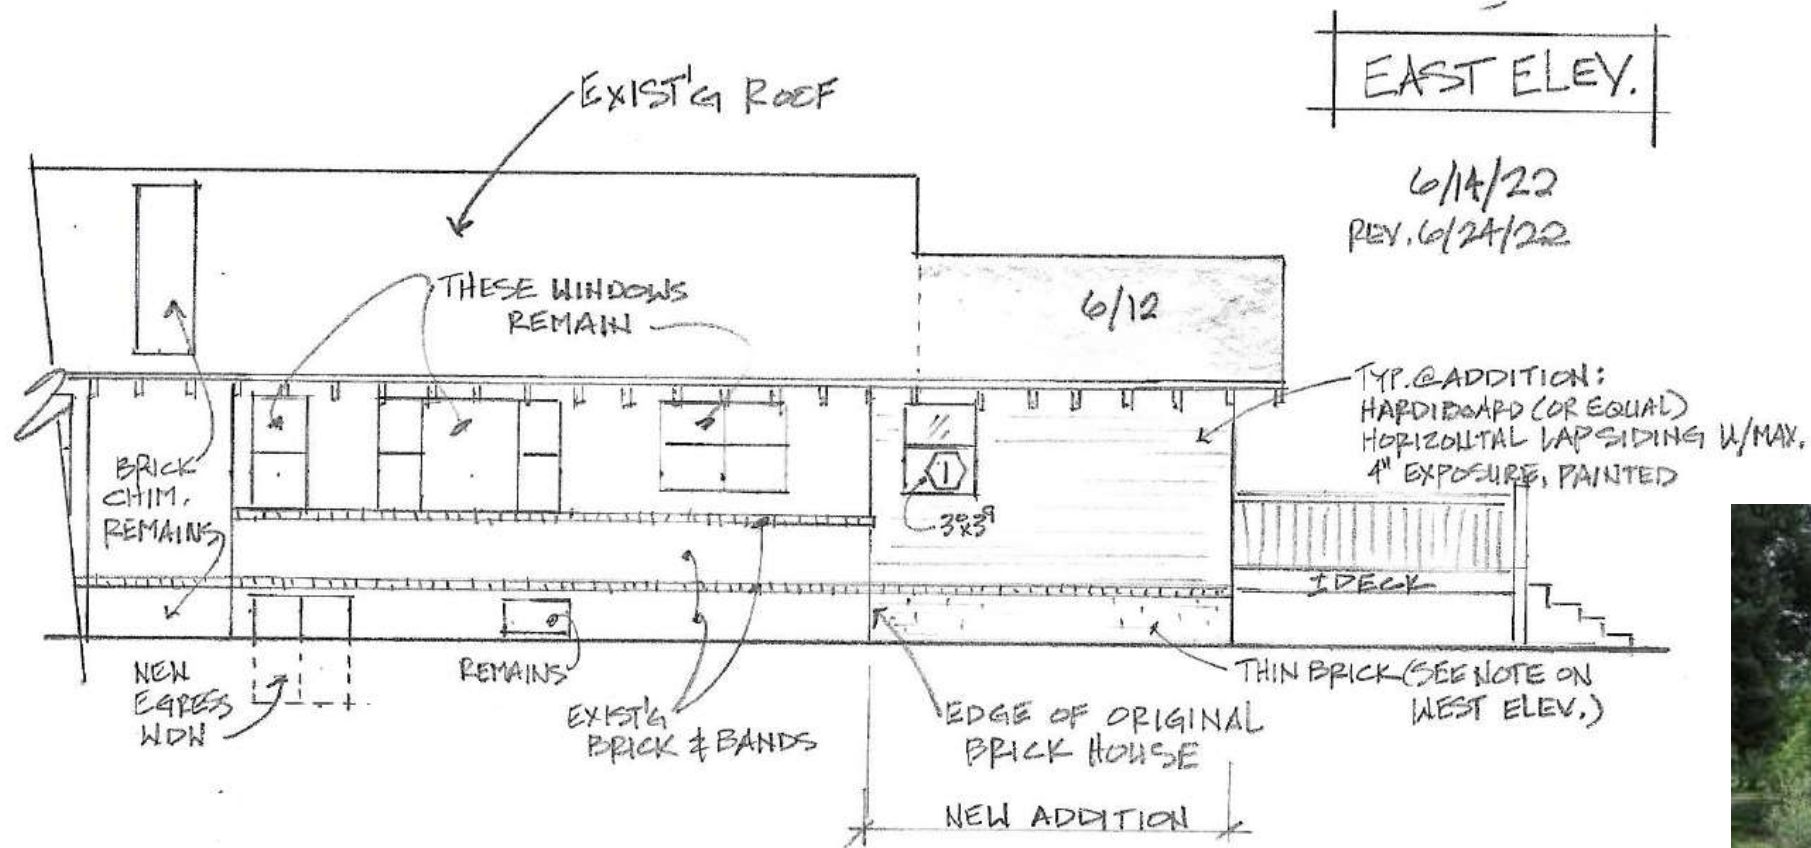 EAST ELEV.
6/14/22
REV. 6/24/22
EXIST'G ROOF
THESE WINDOWS
REMAIN
6/12
TYP. @ ADDITION:
HARDIBOARD (OR EQUAL)
HORIZONTAL LAP SIDING W/MAX.
4" EXPOSURE, PAINTED
BRICK
CHIM.
REMAINS
1
3⁰x3⁹
DECK
NEW
EGRESS
WDW
REMAINS
EXIST'G
BRICK & BANDS
EDGE OF ORIGINAL
BRICK HOUSE
THIN BRICK (SEE NOTE ON
WEST ELEV.)
NEW ADDITION